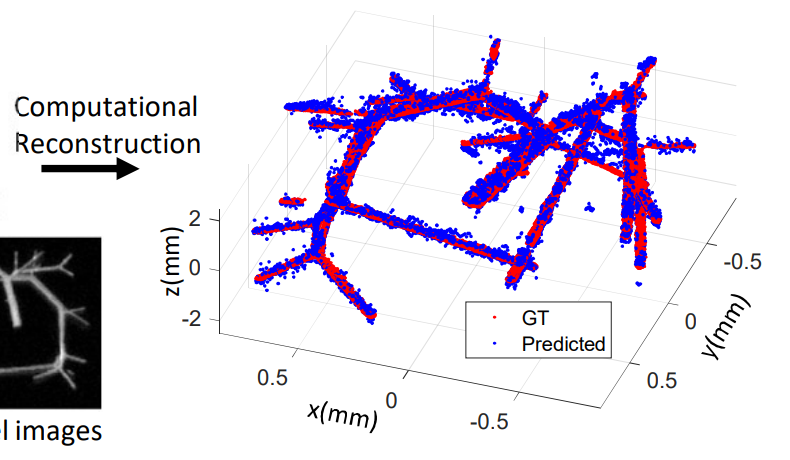 Computational
Reconstruction
z(mm)
2
0
-2
0.5
0
-0.5
x(mm)
-0.5
0
0.5
y(mm)
GT
Predicted
images